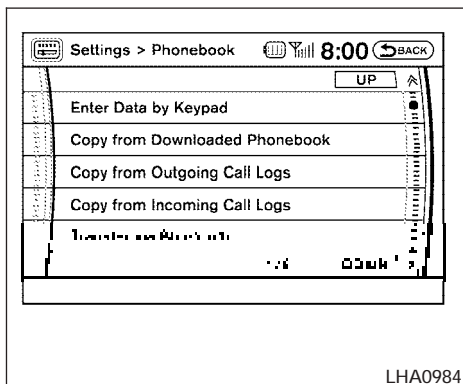 Settings > Phonebook 8:00 BACK
UP
Enter Data by Keypad
Copy from Downloaded Phonebook
Copy from Outgoing Call Logs
Copy from Incoming Call Logs
LHA0984